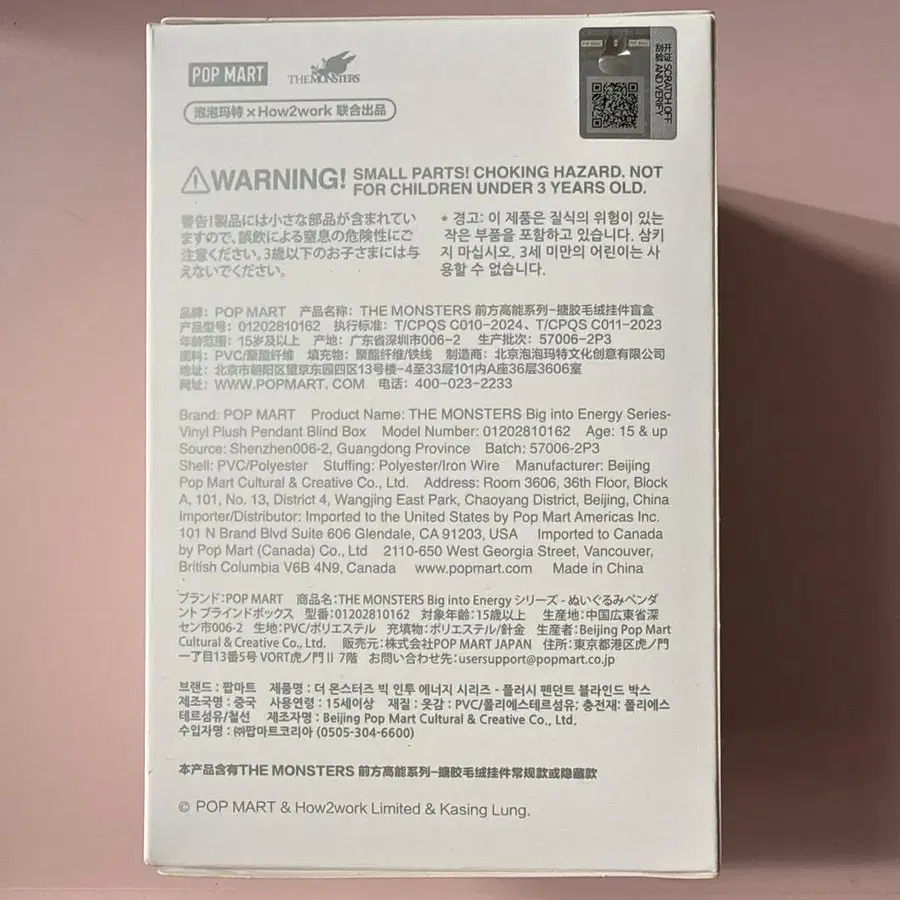 POP MART
THE MONSTERS
泡泡玛特 × How2work 联合出品
POP MART
开证 SCRATCH OFF
刮验 AND VERIFY
WARNING! SMALL PARTS! CHOKING HAZARD. NOT
FOR CHILDREN UNDER 3 YEARS OLD.
警告!製品には小さな部品が含まれてい
ますので、誤飲による窒息の危険性にご
注意ください。3歳以下のお子さまには与
えないでください。
* 경고: 이 제품은 질식의 위험이 있는
작은 부품을 포함하고 있습니다. 삼키
지 마십시오. 3세 미만의 어린이는 사
용할 수 없습니다.
品牌：POP MART 产品名称：THE MONSTERS 前方高能系列-搪胶毛绒挂件盲盒
产品型号：01202810162 执行标准：T/CPQS C010-2024、T/CPQS C011-2023
年龄范围：15岁及以上 产地：广东省深圳市006-2 生产批次：57006-2P3
面料：PVC/聚酯纤维 填充物：聚酯纤维/铁线 制造商：北京泡泡玛特文化创意有限公司
地址：北京市朝阳区望京东园四区13号楼-4至33层101内A座36层3606室
网址：WWW.POPMART.COM 电话：400-023-2233
Brand: POP MART Product Name: THE MONSTERS Big into Energy Series-
Vinyl Plush Pendant Blind Box Model Number: 01202810162 Age: 15 & up
Source: Shenzhen006-2, Guangdong Province Batch: 57006-2P3
Shell: PVC/Polyester Stuffing: Polyester/Iron Wire Manufacturer: Beijing
Pop Mart Cultural & Creative Co., Ltd. Address: Room 3606, 36th Floor, Block
A, 101, No. 13, District 4, Wangjing East Park, Chaoyang District, Beijing, China
Importer/Distributor: Imported to the United States by Pop Mart Americas Inc.
101 N Brand Blvd Suite 606 Glendale, CA 91203, USA Imported to Canada
by Pop Mart (Canada) Co., Ltd 2110-650 West Georgia Street, Vancouver,
British Columbia V6B 4N9, Canada www.popmart.com Made in China
ブランド：POP MART 商品名：THE MONSTERS Big into Energy シリーズ - ぬいぐるみペンダ
ント ブラインドボックス 型番：01202810162 対象年齢：15歳以上 生産地：中国広東省深
セン市006-2 生地：PVC/ポリエステル 充填物：ポリエステル/針金 生産者：Beijing Pop Mart
Cultural & Creative Co., Ltd. 販売元：株式会社POP MART JAPAN 住所：東京都港区虎ノ門
一丁目13番5号 VORT虎ノ門Ⅱ 7階 お問い合わせ先：usersupport@popmart.co.jp
브랜드 : 팝마트 제품명 : 더 몬스터즈 빅 인투 에너지 시리즈 - 플러시 펜던트 블라인드 박스
제조국명 : 중국 사용연령 : 15세이상 재질 : 옷감 : PVC/폴리에스테르섬유; 충전재: 폴리에스
테르섬유/철선 제조자명 : Beijing Pop Mart Cultural & Creative Co., Ltd.
수입자명 : ㈜팝마트코리아 (0505-304-6600)
本产品含有THE MONSTERS 前方高能系列-搪胶毛绒挂件常规款或隐藏款
© POP MART & How2work Limited & Kasing Lung.